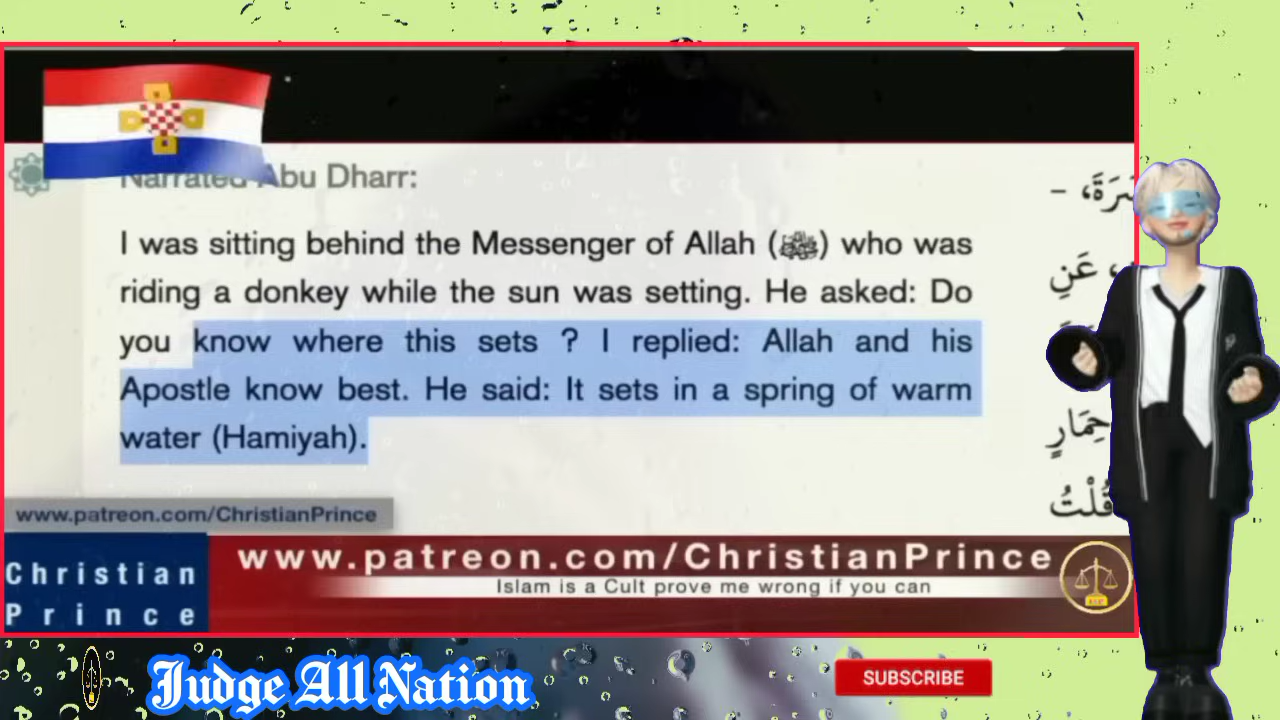 Narrated Abu Dharr:
I was sitting behind the Messenger of Allah (ﷺ) who was
riding a donkey while the sun was setting. He asked: Do
you know where this sets ? I replied: Allah and his
Apostle know best. He said: It sets in a spring of warm
water (Hamiyah).
عَنِ
حِمَارٍ
قُلْتُ
www.patreon.com/ChristianPrince
Christian
Prince
www.patreon.com/ChristianPrince
Islam is a Cult prove me wrong if you can
Judge All Nation
SUBSCRIBE